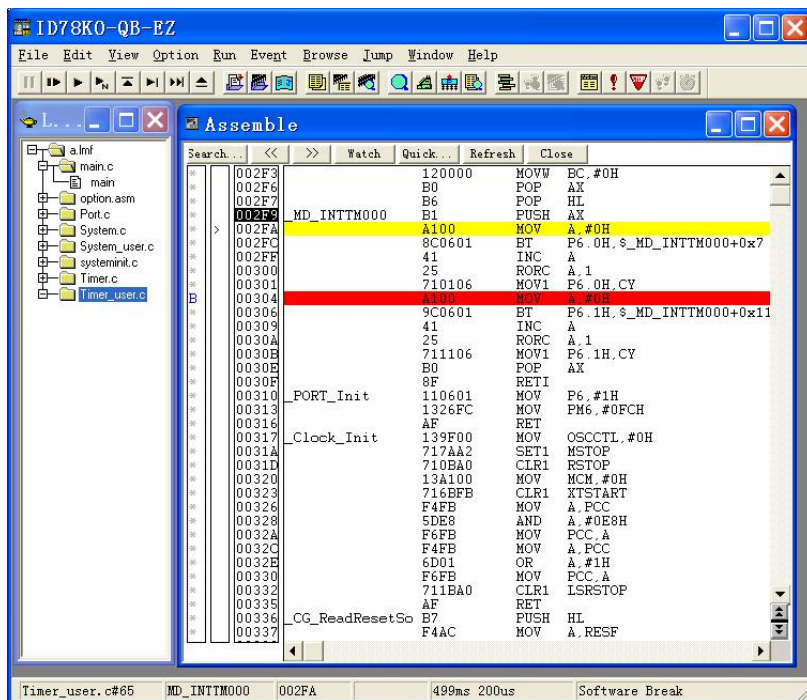 ID78K0-QB-EZ
File Edit View Option Run Event Browse Jump Window Help
L...
a.lmf
main.c
main
option.asm
Port.c
System.c
System_user.c
systeminit.c
Timer.c
Timer_user.c
Assemble
Search... << >> Watch Quick... Refresh Close
002F3 120000 MOVW BC,#0H
002F6 B0 POP AX
002F7 B6 POP HL
002F9 _MD_INTTM000 B1 PUSH AX
> 002FA A100 MOV A,#0H
002FC 8C0601 BT P6.0H,$_MD_INTTM000+0x7
002FF 41 INC A
00300 25 RORC A,1
00301 710106 MOV1 P6.0H,CY
B 00304 A100 MOV A,#0H
00306 9C0601 BT P6.1H,$_MD_INTTM000+0x11
00309 41 INC A
0030A 25 RORC A,1
0030B 711106 MOV1 P6.1H,CY
0030E B0 POP AX
0030F 8F RETI
00310 _PORT_Init 110601 MOV P6,#1H
00313 1326FC MOV PM6,#0FCH
00316 AF RET
00317 _Clock_Init 139F00 MOV OSCCTL,#0H
0031A 717AA2 SET1 MSTOP
0031D 710BA0 CLR1 RSTOP
00320 13A100 MOV MCM,#0H
00323 716BFB CLR1 XTSTART
00326 F4FB MOV A,PCC
00328 5DE8 AND A,#0E8H
0032A F6FB MOV PCC,A
0032C F4FB MOV A,PCC
0032E 6D01 OR A,#1H
00330 F6FB MOV PCC,A
00332 711BA0 CLR1 LSRSTOP
00335 AF RET
00336 _CG_ReadResetSo B7 PUSH HL
00337 F4AC MOV A,RESF
Timer_user.c#65 MD_INTTM000 002FA 499ms 200us Software Break